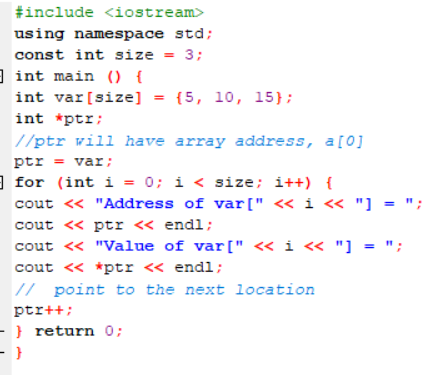 #include <iostream>
using namespace std;
const int size = 3;
int main () {
int var[size] = {5, 10, 15};
int *ptr;
//ptr will have array address, a[0]
ptr = var;
for (int i = 0; i < size; i++) {
cout << "Address of var[" << i << "] = ";
cout << ptr << endl;
cout << "Value of var[" << i << "] = ";
cout << *ptr << endl;
//  point to the next location
ptr++;
} return 0;
}